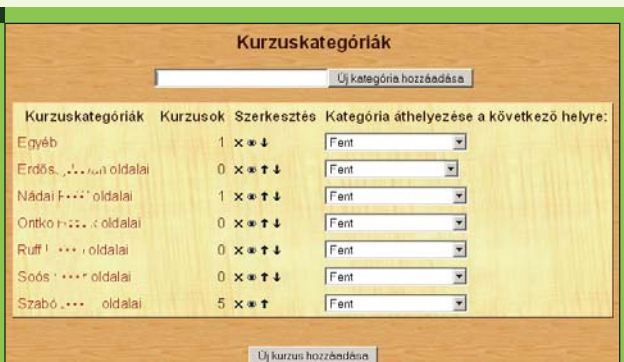 Kurzuskategóriák
Új kategória hozzáadása
Kurzuskategóriák Kurzusok Szerkesztés Kategória áthelyezése a következő helyre:
Egyéb 1 Fent
Erdős oldalai 0 Fent
Nádai oldalai 1 Fent
Ontko oldalai 0 Fent
Ruff oldalai 0 Fent
Soós oldalai 0 Fent
Szabó oldalai 5 Fent
Új kurzus hozzáadása